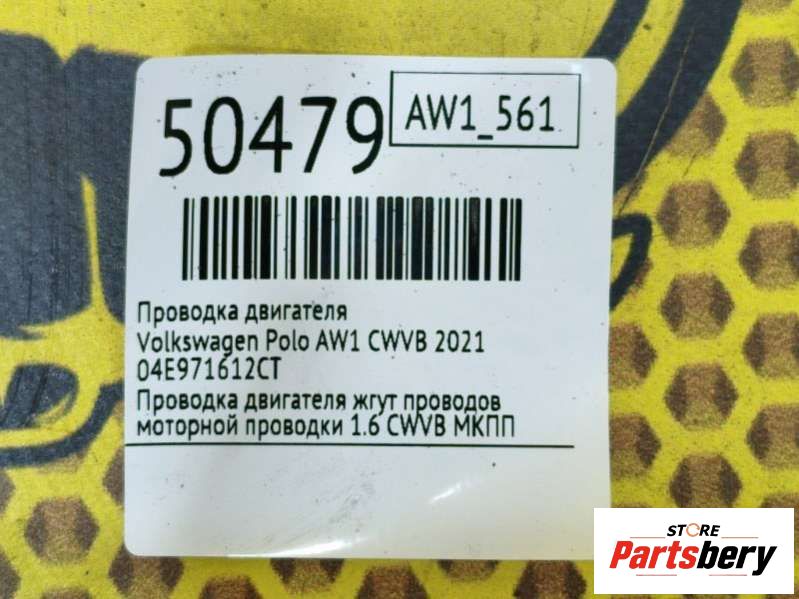 50479
AW1_561
Проводка двигателя
Volkswagen Polo AW1 CWVB 2021
04E971612CT
Проводка двигателя жгут проводов
моторной проводки 1.6 CWVB МКПП
STORE
Partsbery